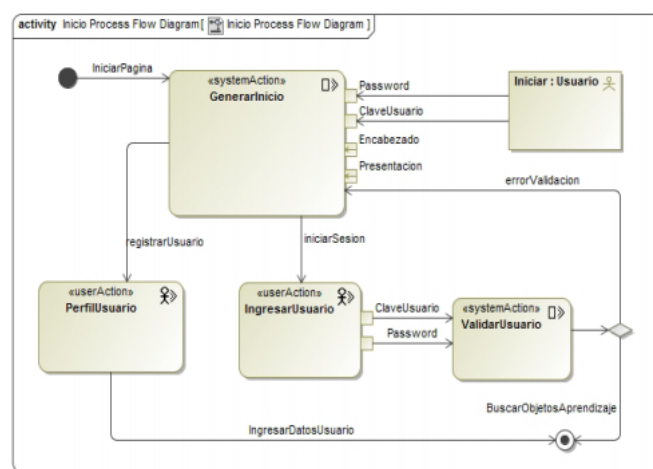 activity Inicio Process Flow Diagram[ Inicio Process Flow Diagram ]
IniciarPagina
«systemAction»
GenerarInicio
Password
ClaveUsuario
Encabezado
Presentacion
Iniciar : Usuario
errorValidacion
registrarUsuario
iniciarSesion
«userAction»
PerfilUsuario
«userAction»
IngresarUsuario
ClaveUsuario
Password
«systemAction»
ValidarUsuario
BuscarObjetosAprendizaje
IngresarDatosUsuario